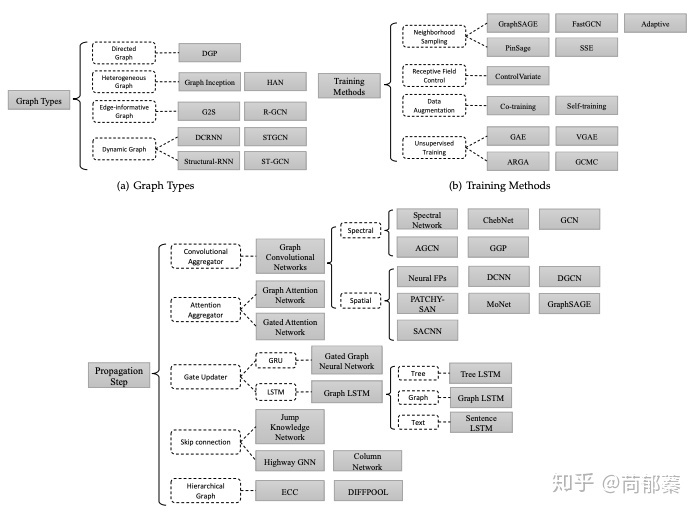 Graph Types
Directed
Graph
DGP
Heterogeneous
Graph
Graph Inception
HAN
Edge-informative
Graph
G2S
R-GCN
Dynamic Graph
DCRNN
STGCN
Structural-RNN
ST-GCN
(a) Graph Types
Training
Methods
Neighborhood
Sampling
GraphSAGE
FastGCN
Adaptive
PinSage
SSE
Receptive Field
Control
ControlVariate
Data
Augmentation
Co-training
Self-training
Unsupervised
Training
GAE
VGAE
ARGA
GCMC
(b) Training Methods
Propagation
Step
Convolutional
Aggregator
Graph
Convolutional
Networks
Spectral
Spectral
Network
ChebNet
GCN
AGCN
GGP
Spatial
Neural FPs
DCNN
DGCN
PATCHY-
SAN
MoNet
GraphSAGE
SACNN
Attention
Aggregator
Graph Attention
Network
Gated Attention
Network
Gate Updater
GRU
Gated Graph
Neural Network
LSTM
Graph LSTM
Tree
Tree LSTM
Graph
Graph LSTM
Text
Sentence
LSTM
Skip connection
Jump
Knowledge
Network
Highway GNN
Column
Network
Hierarchical
Graph
ECC
DIFFPOOL
知乎 @茼郁蓁